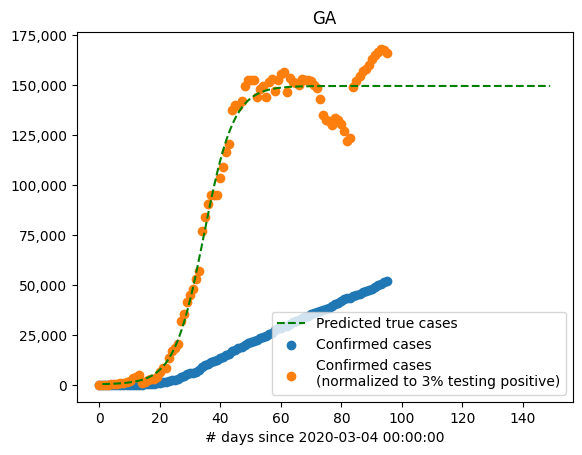 GA
175,000
150,000
125,000
100,000
75,000
50,000
25,000
0
0 20 40 60 80 100 120 140
# days since 2020-03-04 00:00:00
Predicted true cases
Confirmed cases
Confirmed cases
(normalized to 3% testing positive)